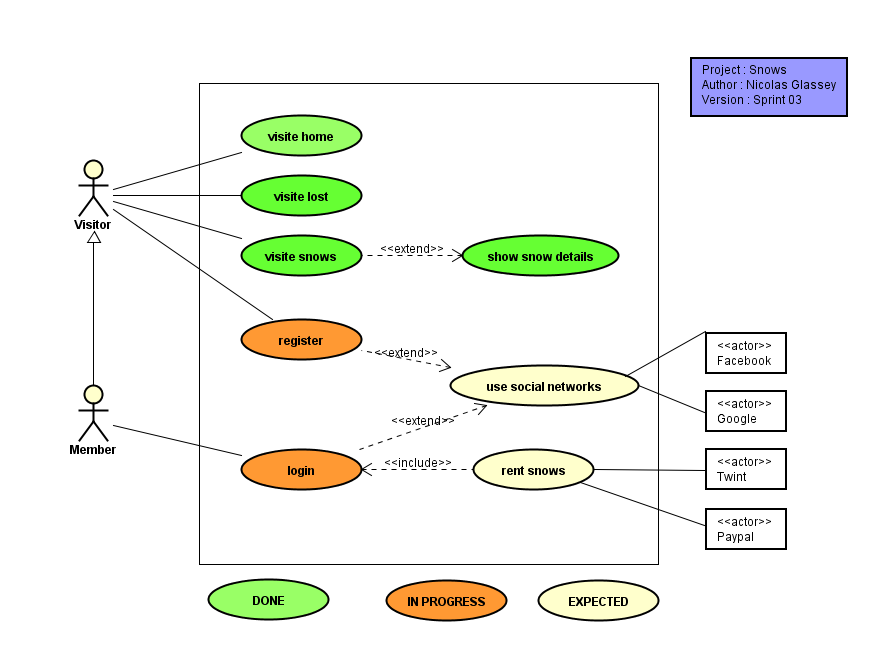 Project : Snows
Author : Nicolas Glassey
Version : Sprint 03
visite home
visite lost
Visitor
visite snows
<<extend>>
show snow details
register
<<extend>>
use social networks
<<actor>>
Facebook
<<actor>>
Google
<<extend>>
Member
login
<<include>>
rent snows
<<actor>>
Twint
<<actor>>
Paypal
DONE
IN PROGRESS
EXPECTED